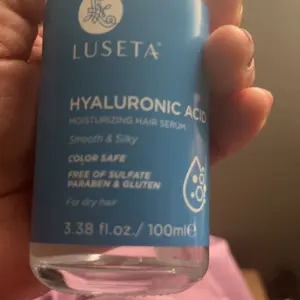 LUSETA
HYALURONIC ACID
MOISTURIZING HAIR SERUM
Smooth & Silky
COLOR SAFE
FREE OF SULFATE
PARABEN & GLUTEN
For dry hair
3.38 fl.oz./ 100ml℮